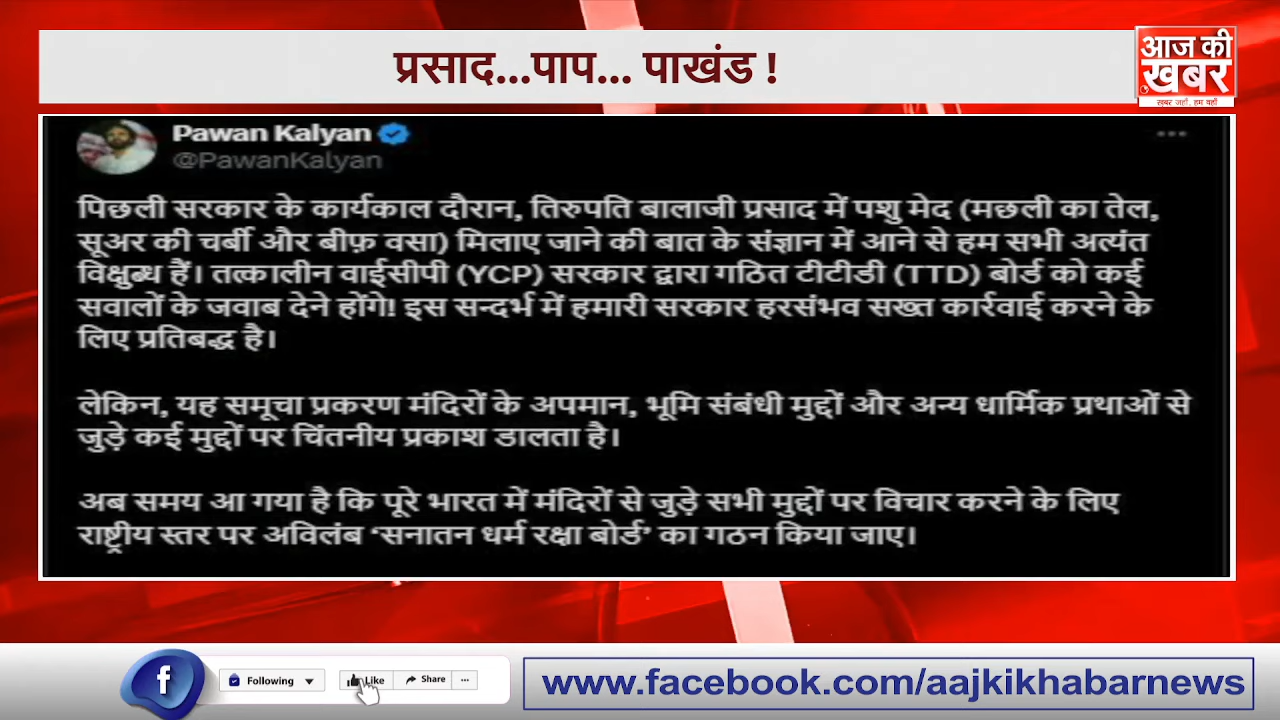 प्रसाद...पाप... पाखंड !
आज की
खबर
खबर जहाँ, हम वहाँ
Pawan Kalyan
@PawanKalyan
पिछली सरकार के कार्यकाल दौरान, तिरुपति बालाजी प्रसाद में पशु मेद (मछली का तेल,
सूअर की चर्बी और बीफ़ वसा) मिलाए जाने की बात के संज्ञान में आने से हम सभी अत्यंत
विक्षुब्ध हैं। तत्कालीन वाईसीपी (YCP) सरकार द्वारा गठित टीटीडी (TTD) बोर्ड को कई
सवालों के जवाब देने होंगे! इस सन्दर्भ में हमारी सरकार हरसंभव सख्त कार्रवाई करने के
लिए प्रतिबद्ध है।
लेकिन, यह समूचा प्रकरण मंदिरों के अपमान, भूमि संबंधी मुद्दों और अन्य धार्मिक प्रथाओं से
जुड़े कई मुद्दों पर चिंतनीय प्रकाश डालता है।
अब समय आ गया है कि पूरे भारत में मंदिरों से जुड़े सभी मुद्दों पर विचार करने के लिए
राष्ट्रीय स्तर पर अविलंब ‘सनातन धर्म रक्षा बोर्ड’ का गठन किया जाए।
f Following Like Share ...
www.facebook.com/aajkikhabarnews